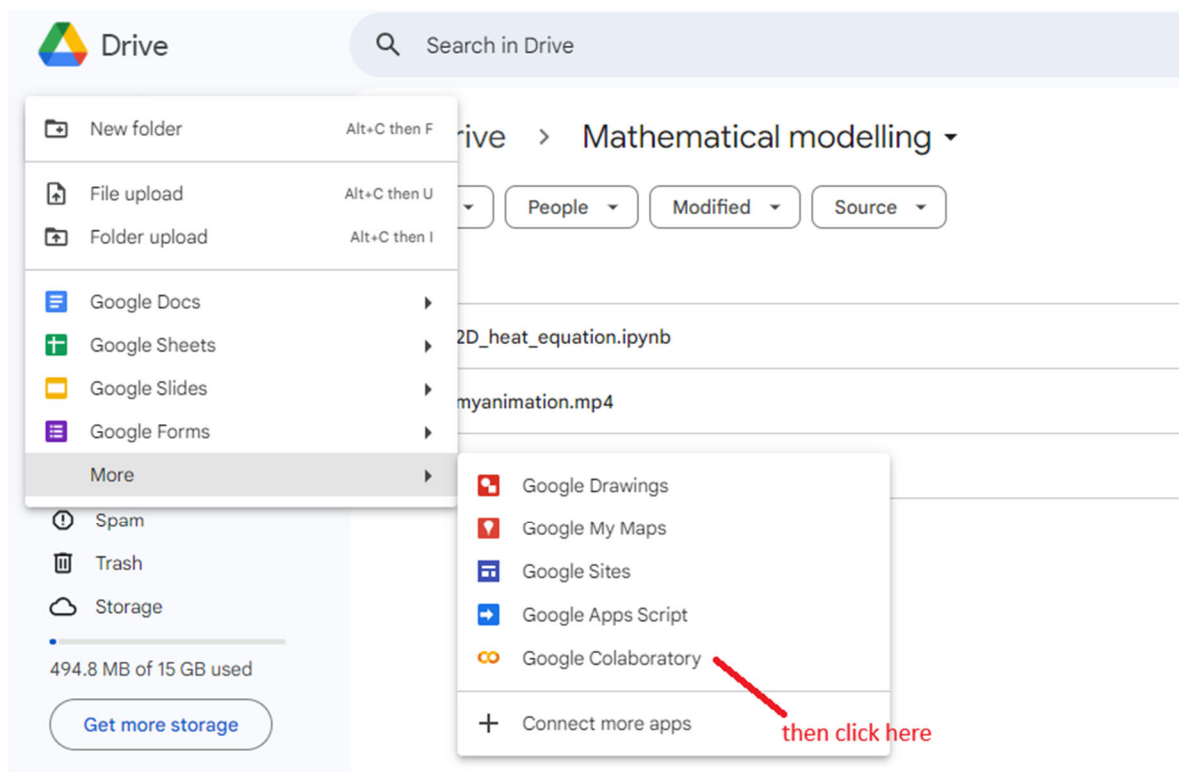 Drive
Search in Drive
New folder Alt+C then F
rive > Mathematical modelling
File upload Alt+C then U
People Modified Source
Folder upload Alt+C then I
Google Docs
2D_heat_equation.ipynb
Google Sheets
Google Slides
myanimation.mp4
Google Forms
More
Google Drawings
Spam
Google My Maps
Trash
Google Sites
Storage
Google Apps Script
494.8 MB of 15 GB used
Google Colaboratory
Get more storage
Connect more apps
then click here